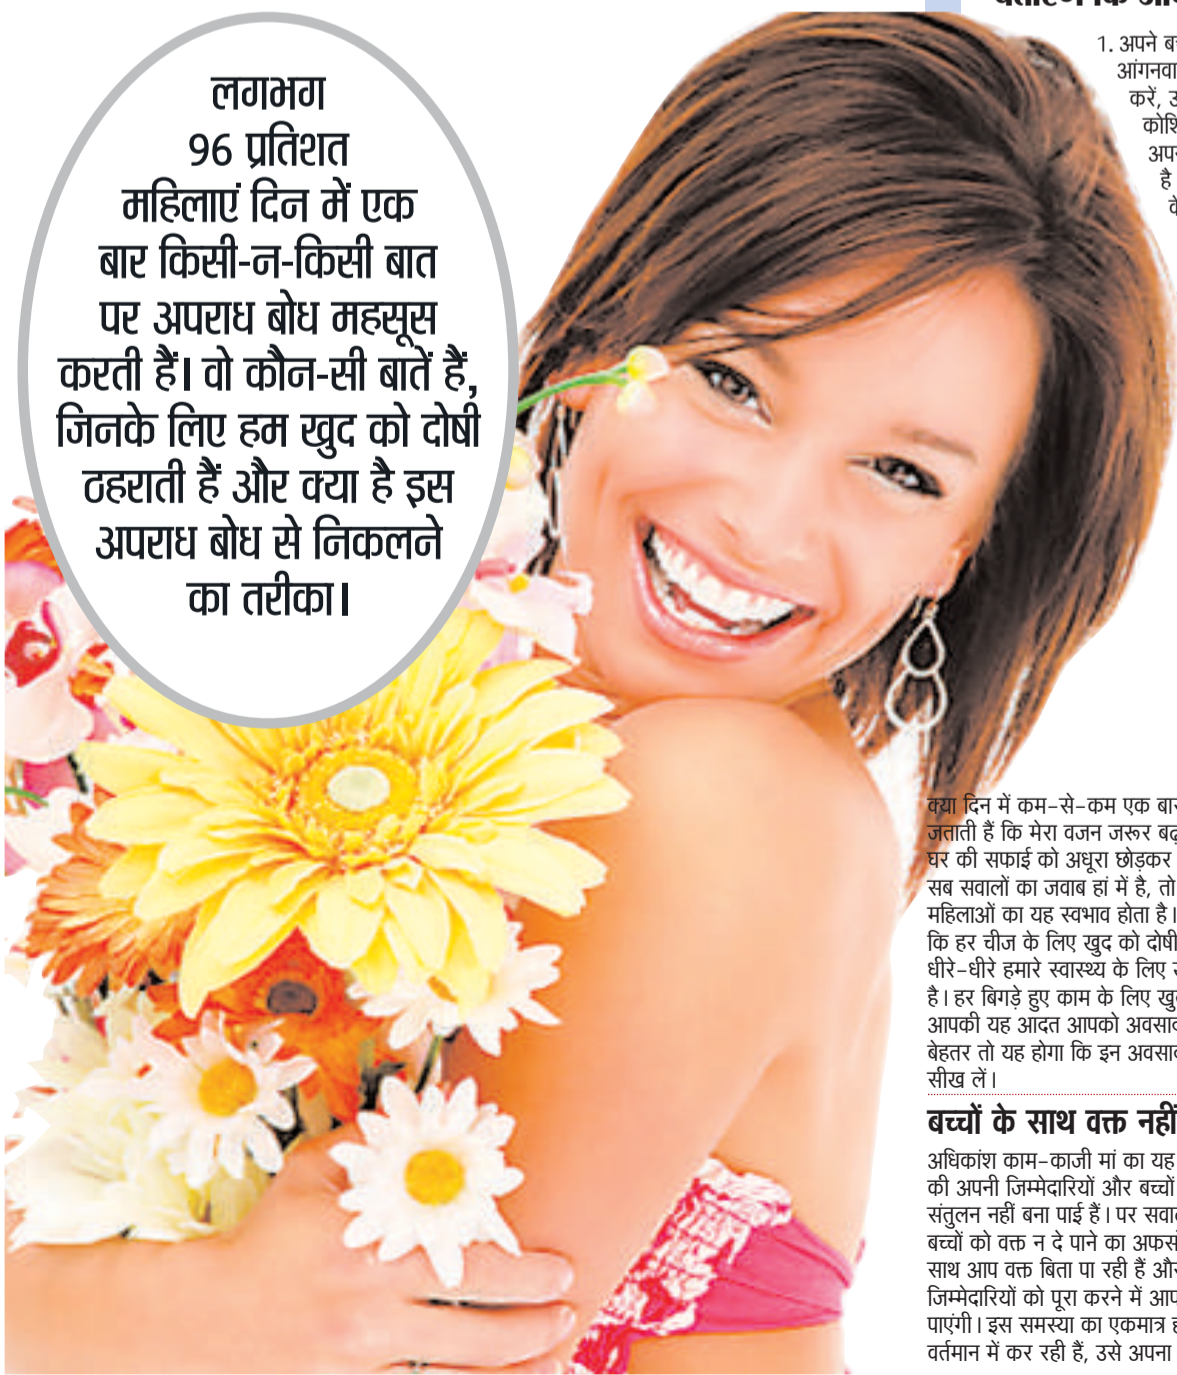 लगभग
96 प्रतिशत
महिलाएं दिन में एक
बार किसी-न-किसी बात
पर अपराध बोध महसूस
करती हैं। वो कौन-सी बातें हैं,
जिनके लिए हम खुद को दोषी
ठहराती हैं और क्या है इस
अपराध बोध से निकलने
का तरीका।
1. अपने
करें,
है
क्या दिन में कम-से-कम एक बार
जताती हैं कि मेरा वजन जरूर
घर की सफाई को अधूरा छोड़कर
सब सवालों का जवाब हां में है, तो
महिलाओं का यह स्वभाव होता है।
कि हर चीज के लिए खुद को दोषी
धीरे-धीरे हमारे स्वास्थ्य के लिए
है। हर बिगड़े हुए काम के लिए
आपकी यह आदत आपको
बेहतर तो यह होगा कि इन
सीख लें।
बच्चों के साथ वक्त नहीं
अधिकांश काम-काजी मां का यह
की अपनी जिम्मेदारियों और बच्चों
संतुलन नहीं बना पाई हैं। पर
बच्चों को वक्त न दे पाने का
साथ आप वक्त बिता पा रही हैं और
जिम्मेदारियों को पूरा करने में
पाएंगी। इस समस्या का एकमात्र
वर्तमान में कर रही हैं, उसे अपना